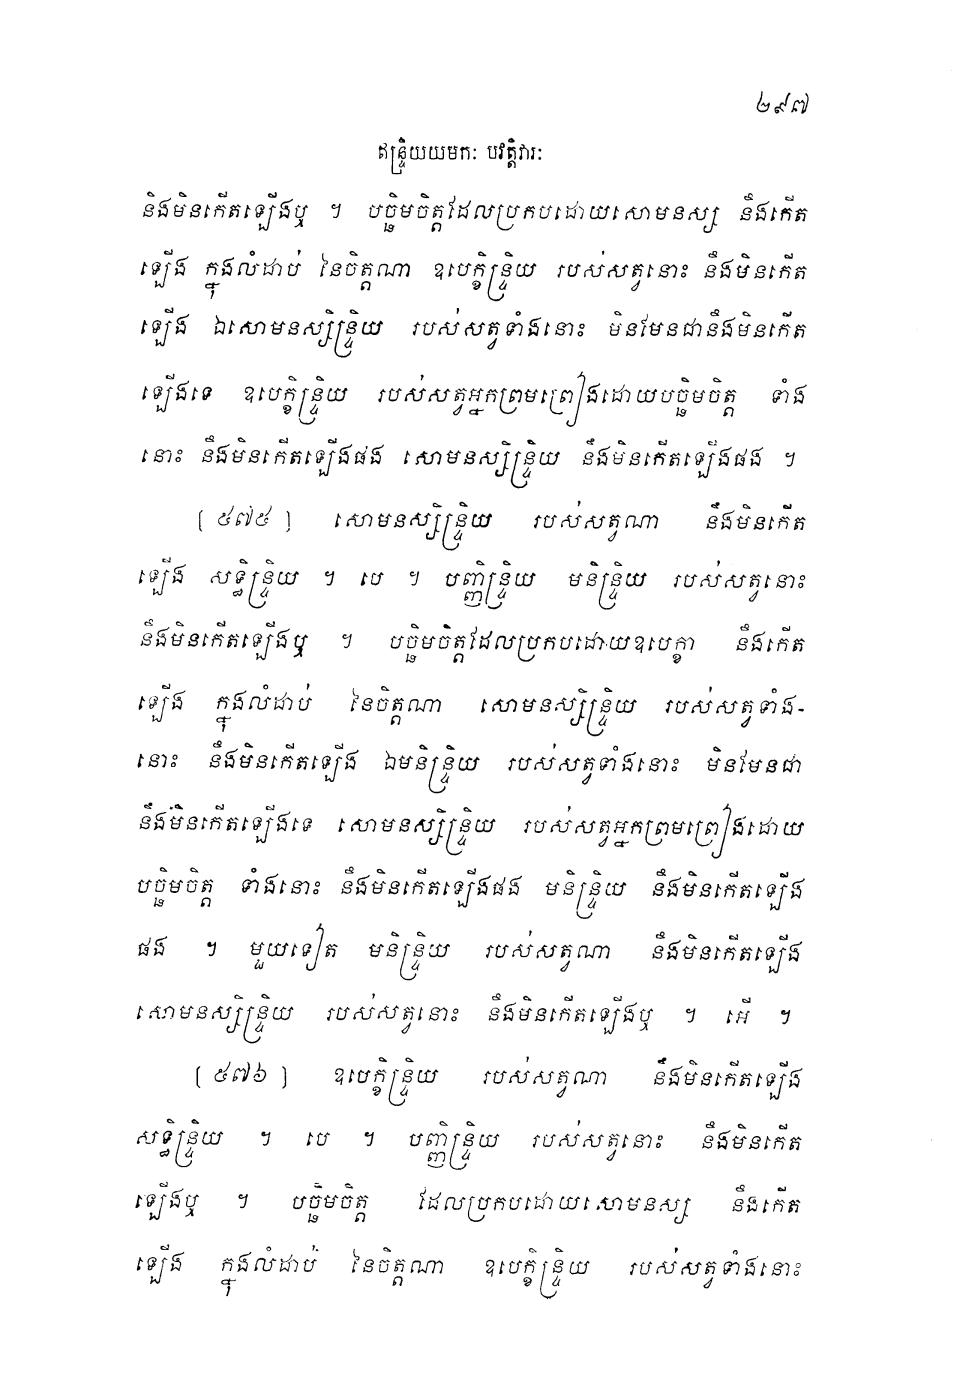 ២៩៧
ឥន្ទ្រិយយមកៈ បវត្តិវារៈ
និងមិនកើតឡើងឬ ។ បច្ឆិមចិត្តដែលប្រកបដោយសោមនស្ស នឹងកើត
ឡើង ក្នុងលំដាប់ នៃចិត្តណា ឧបេក្ខិន្ទ្រិយ របស់សត្វនោះ នឹងមិនកើត
ឡើង ឯសោមនស្សិន្ទ្រិយ របស់សត្វទាំងនោះ មិនមែនជានឹងមិនកើត
ឡើងទេ ឧបេក្ខិន្ទ្រិយ របស់សត្វអ្នកព្រមព្រៀងដោយបច្ឆិមចិត្ត ទាំង
នោះ នឹងមិនកើតឡើងផង សោមនស្សិន្ទ្រិយ នឹងមិនកើតឡើងផង ។
(៥៧៥) សោមនស្សិន្ទ្រិយ របស់សត្វណា នឹងមិនកើត
ឡើង សទ្ធិន្ទ្រិយ ។ បេ ។ បញ្ញិន្ទ្រិយ មនិន្ទ្រិយ របស់សត្វនោះ
នឹងមិនកើតឡើងឬ ។ បច្ឆិមចិត្តដែលប្រកបដោយឧបេក្ខា នឹងកើត
ឡើង ក្នុងលំដាប់ នៃចិត្តណា សោមនស្សិន្ទ្រិយ របស់សត្វទាំង-
នោះ នឹងមិនកើតឡើង ឯមនិន្ទ្រិយ របស់សត្វទាំងនោះ មិនមែនជា
នឹងមិនកើតឡើងទេ សោមនស្សិន្ទ្រិយ របស់សត្វអ្នកព្រមព្រៀងដោយ
បច្ឆិមចិត្ត ទាំងនោះ នឹងមិនកើតឡើងផង មនិន្ទ្រិយ នឹងមិនកើតឡើង
ផង ។ មួយទៀត មនិន្ទ្រិយ របស់សត្វណា នឹងមិនកើតឡើង
សោមនស្សិន្ទ្រិយ របស់សត្វនោះ នឹងមិនកើតឡើងឬ ។ អើ ។
(៥៧៦) ឧបេក្ខិន្ទ្រិយ របស់សត្វណា នឹងមិនកើតឡើង
សទ្ធិន្ទ្រិយ ។ បេ ។ បញ្ញិន្ទ្រិយ របស់សត្វនោះ នឹងមិនកើត
ឡើងឬ ។ បច្ឆិមចិត្ត ដែលប្រកបដោយសោមនស្ស នឹងកើត
ឡើង ក្នុងលំដាប់ នៃចិត្តណា ឧបេក្ខិន្ទ្រិយ របស់សត្វទាំងនោះ